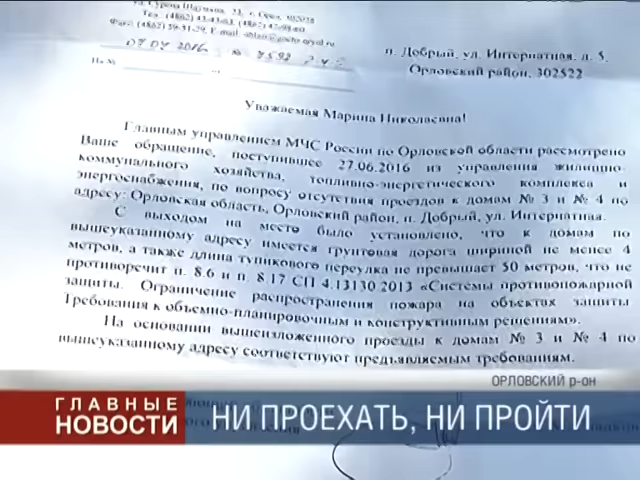 Уважаемая Марина Николаевна!
п. Добрый, ул. Интернатная, д. 5,
Орловский район, 302522
07 07 2016
На №
Главным управлением МЧС России по Орловской области рассмотрено
Ваше обращение, поступившее 27.06.2016 из управления жилищно-
коммунального хозяйства, топливно-энергетического комплекса и
энергоснабжения, по вопросу отсутствия проездов к домам № 3 и № 4 по
адресу: Орловская область, Орловский район, п. Добрый, ул. Интернатная.
С выходом на место было установлено, что к домам по
вышеуказанному адресу имеется грунтовая дорога шириной не менее 4
метров, а также длина тупикового переулка не превышает 50 метров, что не
противоречит п. 8.6 и п. 8.17 СП 4.13130.2013 «Системы противопожарной
защиты. Ограничение распространения пожара на объектах защиты
Требования к объемно-планировочным и конструктивным решениям».
На основании вышеизложенного проезды к домам № 3 и № 4 по
вышеуказанному адресу соответствуют предъявляемым требованиям.
ОРЛОВСКИЙ р-он
ГЛАВНЫЕ
НОВОСТИ
НИ ПРОЕХАТЬ, НИ ПРОЙТИ